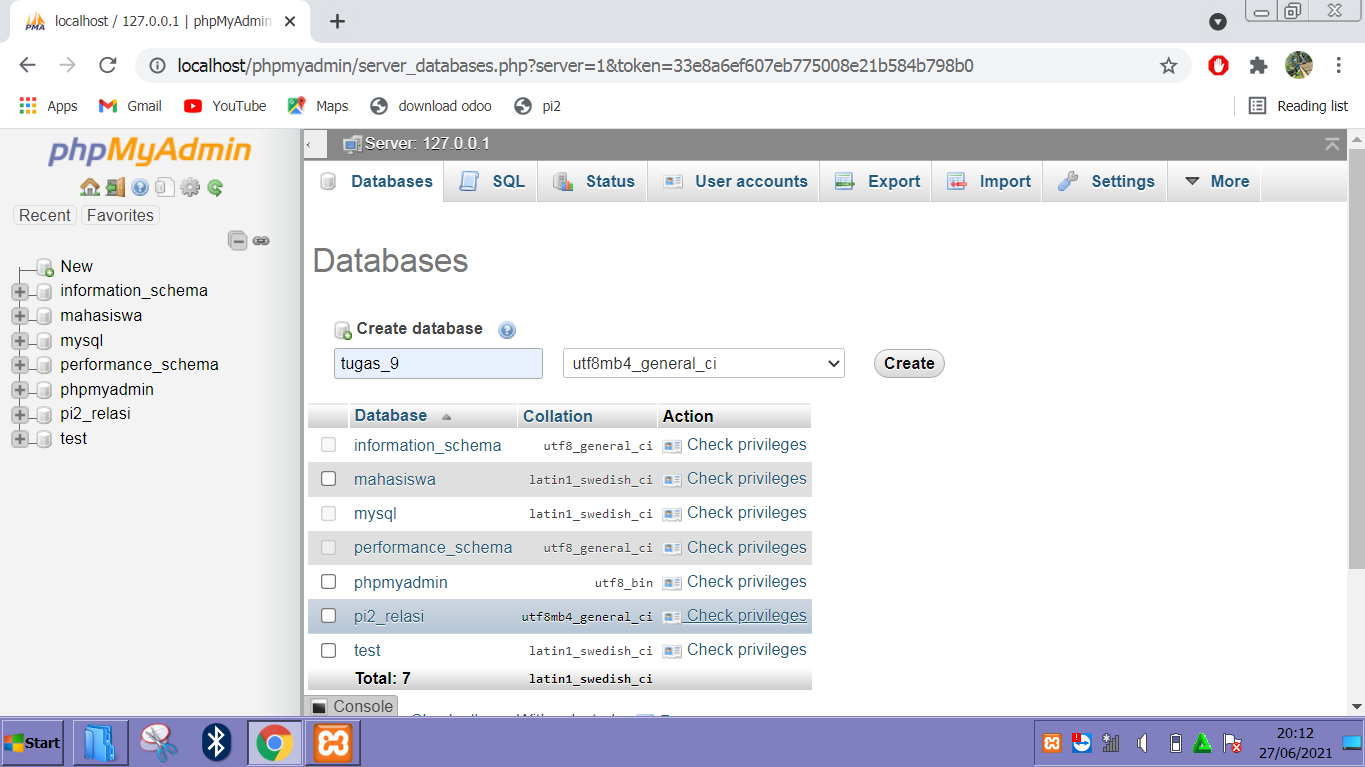 localhost / 127.0.0.1 | phpMyAdmin
localhost/phpmyadmin/server_databases.php?server=1&token=33e8a6ef607eb775008e21b584b798b0
Apps Gmail YouTube Maps download odoo pi2 Reading list
phpMyAdmin
Recent Favorites
New
information_schema
mahasiswa
mysql
performance_schema
phpmyadmin
pi2_relasi
test
Server: 127.0.0.1
Databases SQL Status User accounts Export Import Settings More
Databases
Create database
tugas_9 utf8mb4_general_ci Create
Database Collation Action
information_schema utf8_general_ci Check privileges
mahasiswa latin1_swedish_ci Check privileges
mysql latin1_swedish_ci Check privileges
performance_schema utf8_general_ci Check privileges
phpmyadmin utf8_bin Check privileges
pi2_relasi utf8mb4_general_ci Check privileges
test latin1_swedish_ci Check privileges
Total: 7 latin1_swedish_ci
Console
Start
20:12
27/06/2021